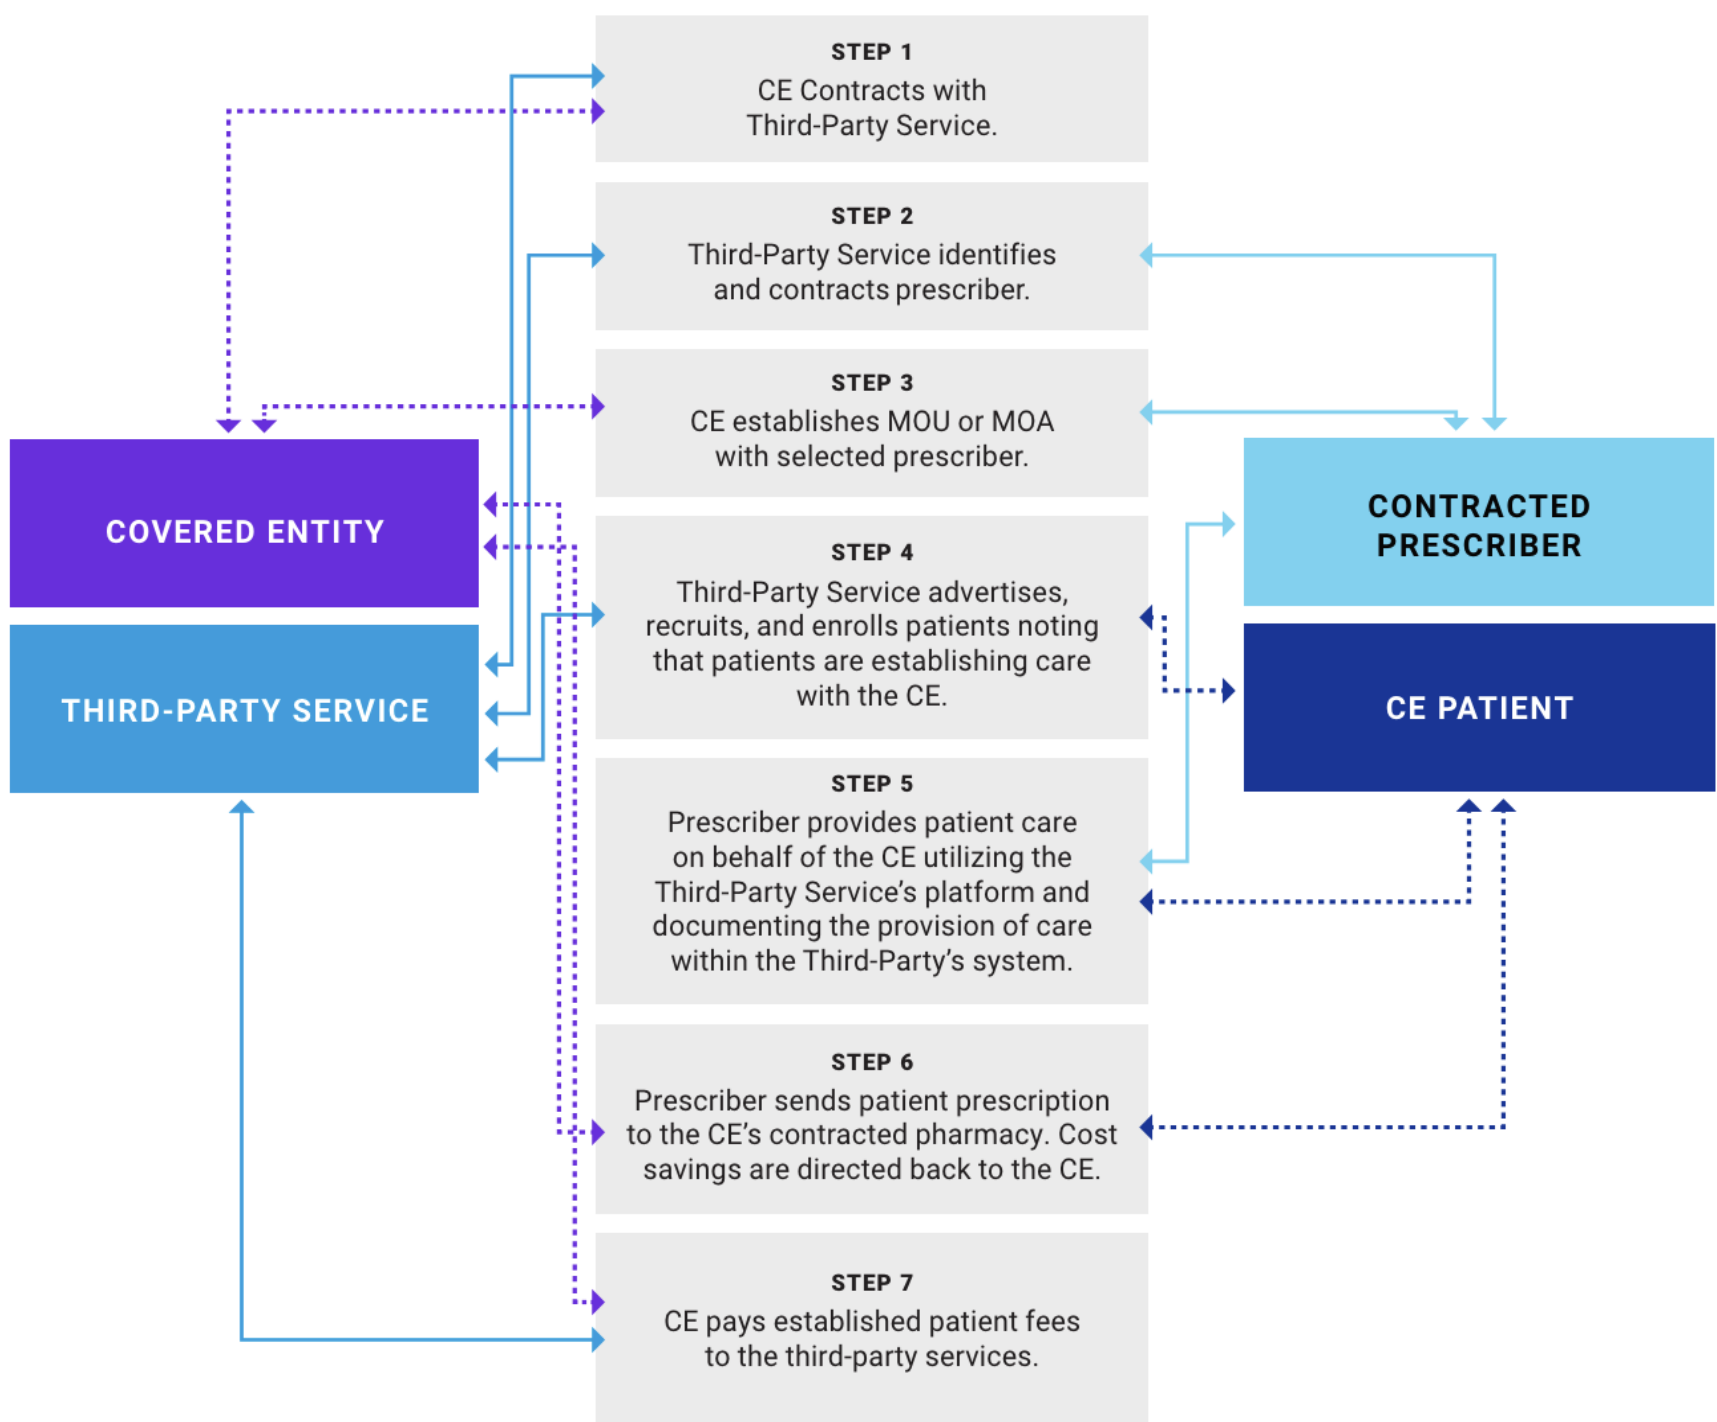 STEP 1
CE Contracts with
Third-Party Service.
STEP 2
Third-Party Service identifies
and contracts prescriber.
STEP 3
CE establishes MOU or MOA
with selected prescriber.
COVERED ENTITY
CONTRACTED
PRESCRIBER
STEP 4
Third-Party Service advertises,
recruits, and enrolls patients noting
that patients are establishing care
with the CE.
THIRD-PARTY SERVICE
CE PATIENT
STEP 5
Prescriber provides patient care
on behalf of the CE utilizing the
Third-Party Service’s platform and
documenting the provision of care
within the Third-Party’s system.
STEP 6
Prescriber sends patient prescription
to the CE’s contracted pharmacy. Cost
savings are directed back to the CE.
STEP 7
CE pays established patient fees
to the third-party services.